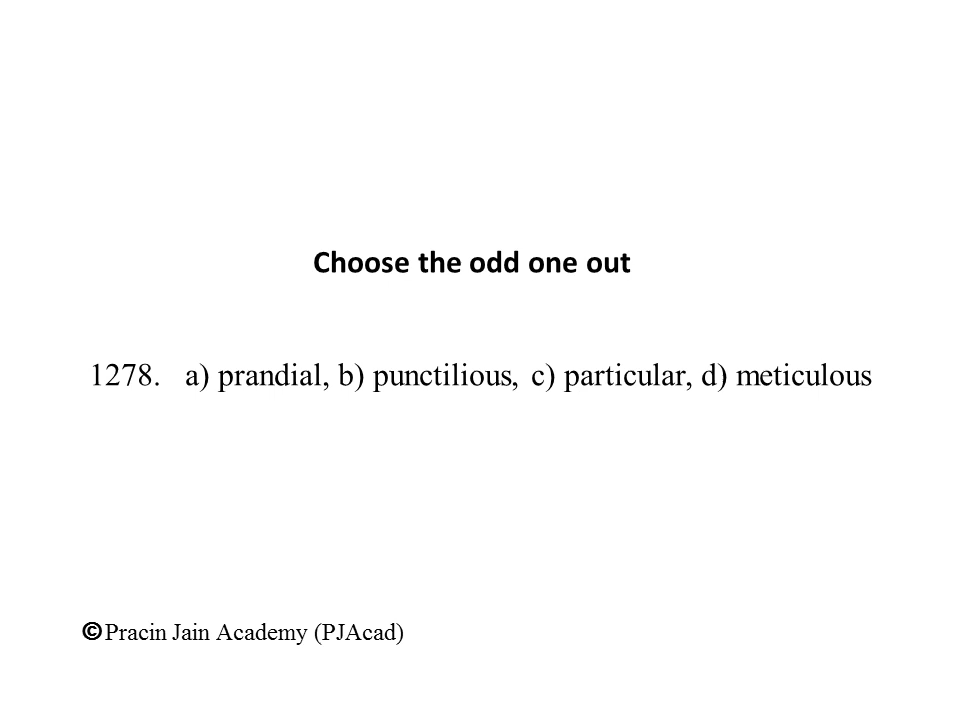 Choose the odd one out
1278. a) prandial, b) punctilious, c) particular, d) meticulous
©Pracin Jain Academy (PJAcad)